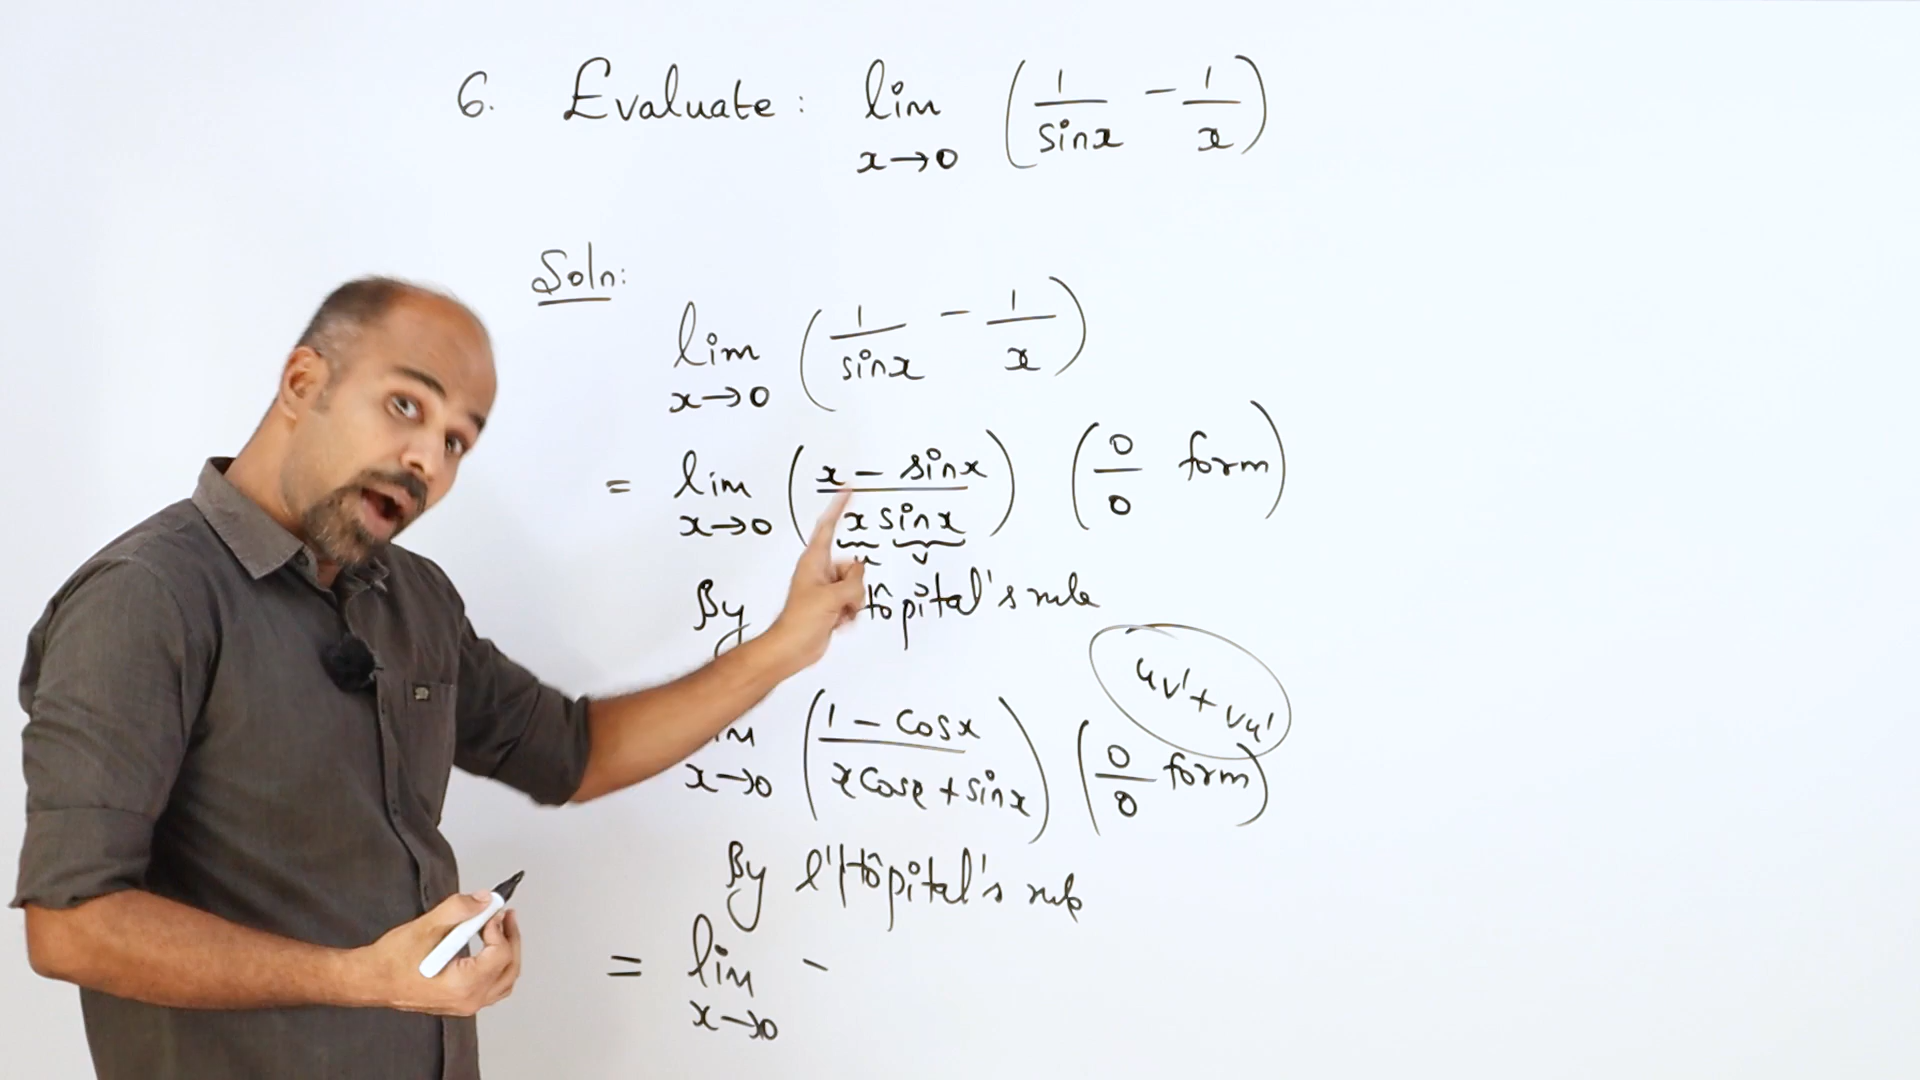 6. Evaluate: lim x→0 (1/sinx - 1/x)
Soln:
lim x→0 (1/sinx - 1/x)
= lim x→0 (x - sinx / x sinx) (0/0 form)
u v
By Hôpital's rule
uv' + vu'
x→0 (1 - Cosx / xCosx + sinx) (0/0 form)
By l'Hôpital's rule
= lim x→0 -